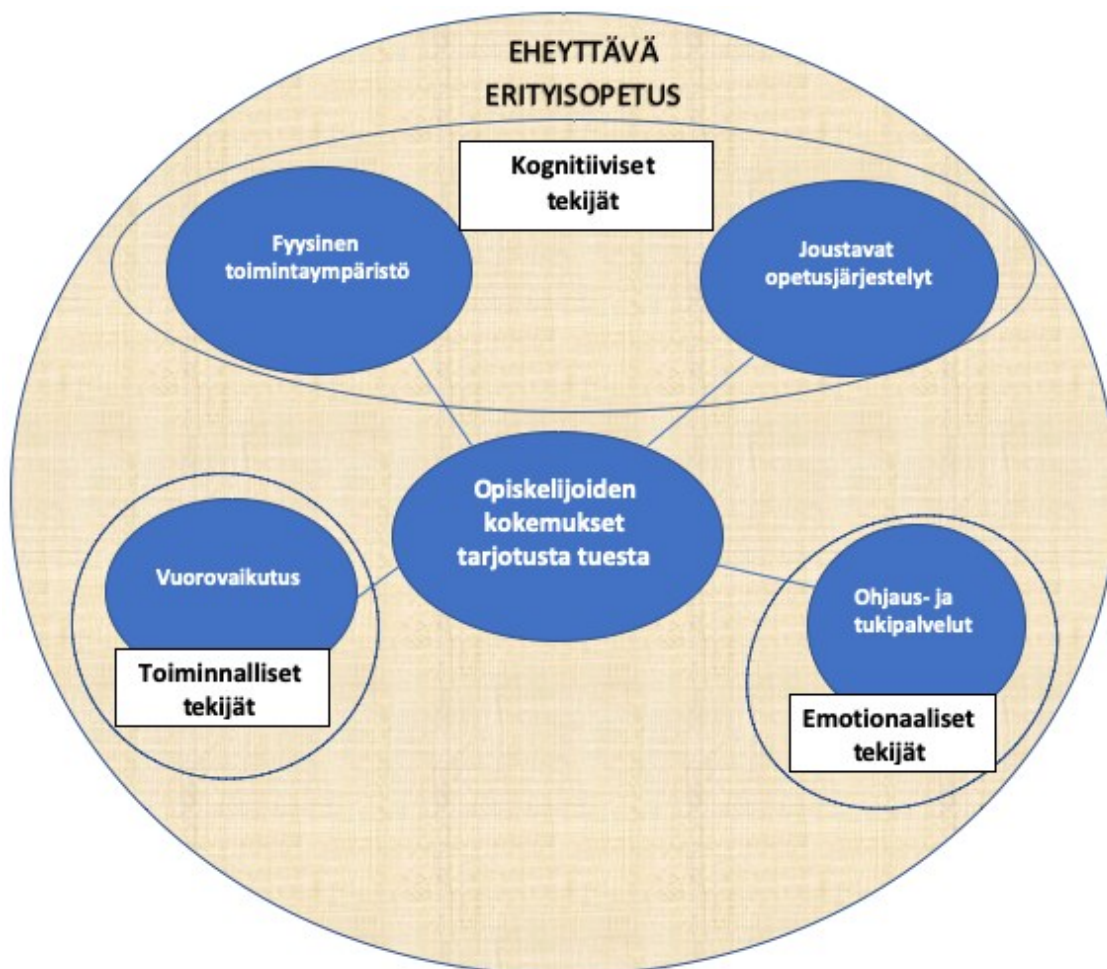 EHEYTTÄVÄ
ERITYISOPETUS
Kognitiiviset
tekijät
Fyysinen
toimintaympäristö
Joustavat
opetusjärjestelyt
Opiskelijoiden
kokemukset
tarjotusta tuesta
Vuorovaikutus
Toiminnalliset
tekijät
Ohjaus- ja
tukipalvelut
Emotionaaliset
tekijät